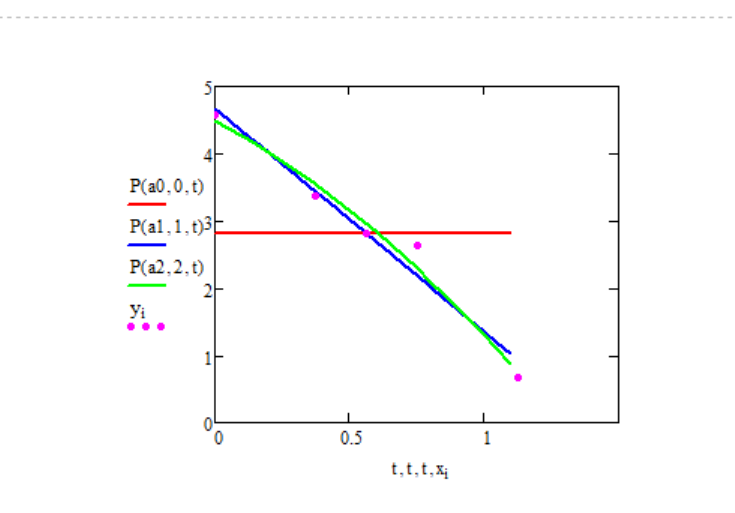 5
4
3
2
1
0
P(a0,0,t)
P(a1,1,t)
P(a2,2,t)
yi
0 0.5 1
t,t,t,xi